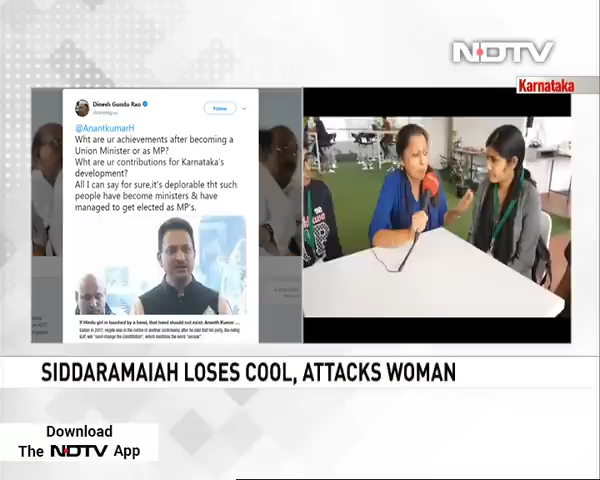 NDTV
Karnataka
Dinesh Gundu Rao
Follow
@AnantkumarH
Wht are ur achievements after becoming a
Union Minister or as MP?
Wht are ur contributions for Karnataka's
development?
All I can say for sure,it's deplorable tht such
people have become ministers & have
managed to get elected as MP's.
If Hindu girl is touched by a hand, that hand should not exist: Ananth Kumar ....
SIDDARAMAIAH LOSES COOL, ATTACKS WOMAN
Download
The NDTV App